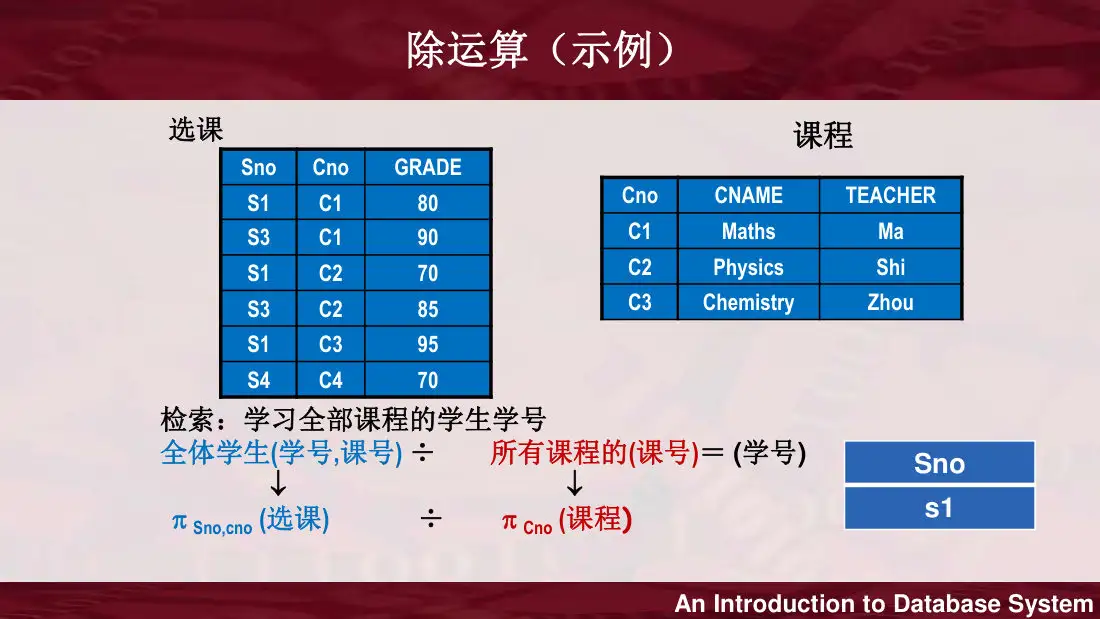 除运算（示例）
选课
Sno Cno GRADE
S1 C1 80
S3 C1 90
S1 C2 70
S3 C2 85
S1 C3 95
S4 C4 70
课程
Cno CNAME TEACHER
C1 Maths Ma
C2 Physics Shi
C3 Chemistry Zhou
检索：学习全部课程的学生学号
全体学生(学号,课号) ÷ 所有课程的(课号)＝ (学号)
↓ ↓
π Sno,cno (选课) ÷ π Cno (课程)
Sno
s1
An Introduction to Database System